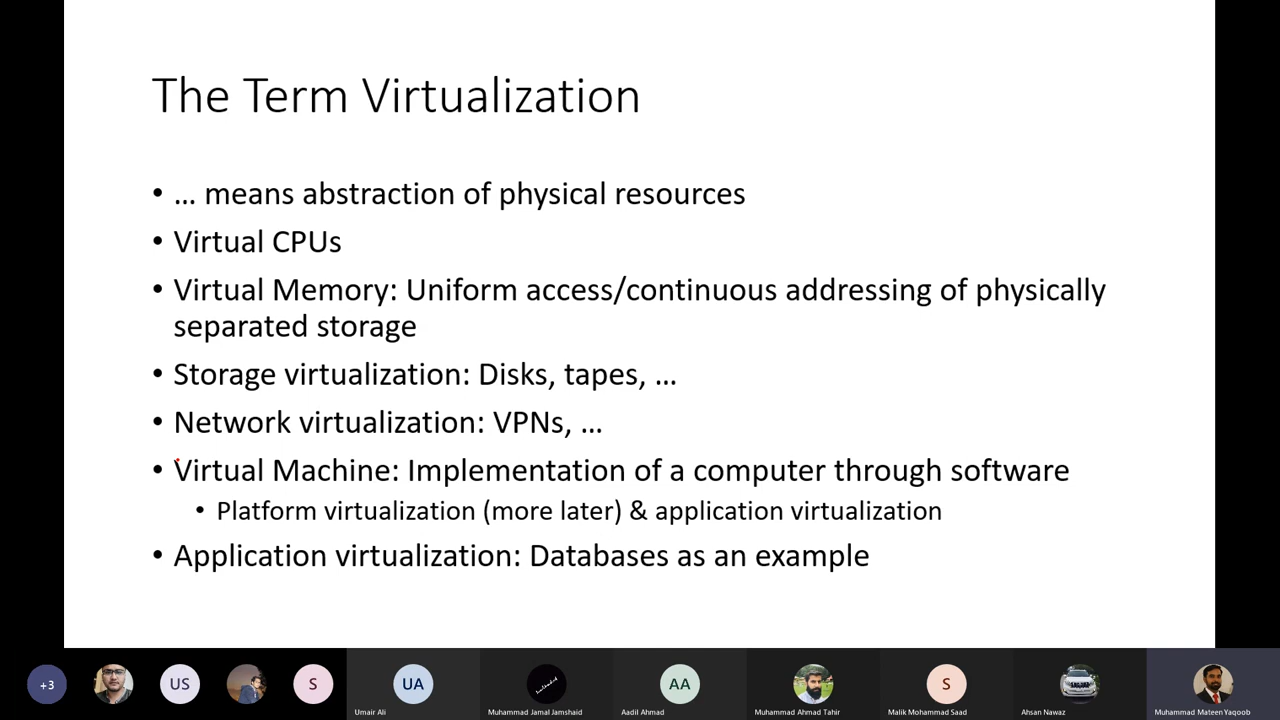 The Term Virtualization
• … means abstraction of physical resources
• Virtual CPUs
• Virtual Memory: Uniform access/continuous addressing of physically
separated storage
• Storage virtualization: Disks, tapes, …
• Network virtualization: VPNs, …
• Virtual Machine: Implementation of a computer through software
• Platform virtualization (more later) & application virtualization
• Application virtualization: Databases as an example
+3
US
S
UA
AA
S
Umair Ali
Muhammad Jamal Jamshaid
Aadil Ahmad
Muhammad Ahmad Tahir
Malik Mohammad Saad
Ahsan Nawaz
Muhammad Mateen Yaqoob